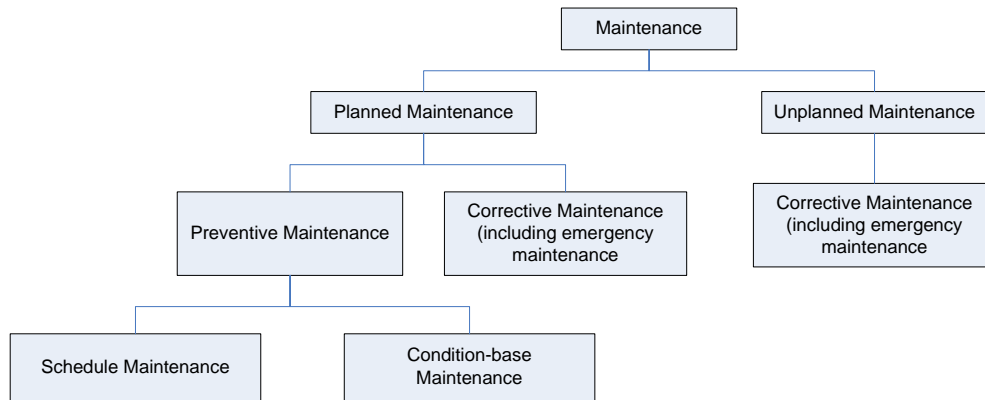 Maintenance
Planned Maintenance
Unplanned Maintenance
Preventive Maintenance
Corrective Maintenance
(including emergency
maintenance
Corrective Maintenance
(including emergency
maintenance
Schedule Maintenance
Condition-base
Maintenance